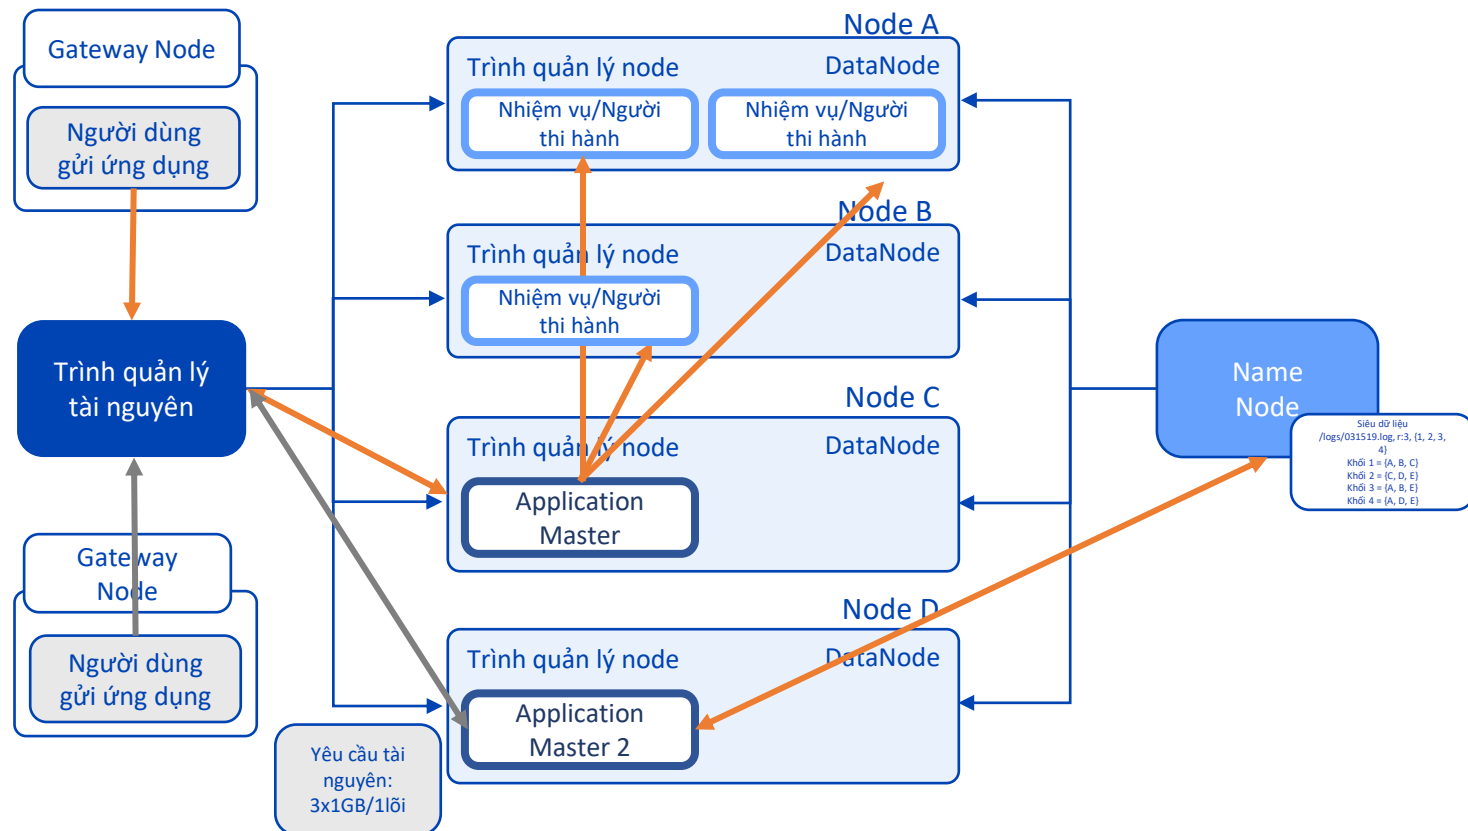 Gateway Node
Người dùng
gửi ứng dụng
Trình quản lý
tài nguyên
Gateway
Node
Người dùng
gửi ứng dụng
Yêu cầu tài
nguyên:
3x1GB/1lõi
Node A
Trình quản lý node
DataNode
Nhiệm vụ/Người
thi hành
Nhiệm vụ/Người
thi hành
Node B
Trình quản lý node
DataNode
Nhiệm vụ/Người
thi hành
Node C
Trình quản lý node
DataNode
Application
Master
Node D
Trình quản lý node
DataNode
Application
Master 2
Name
Node
Siêu dữ liệu
/logs/031519.log, r:3, {1, 2, 3,
4}
Khối 1 = {A, B, C}
Khối 2 = {C, D, E}
Khối 3 = {A, B, E}
Khối 4 = {A, D, E}